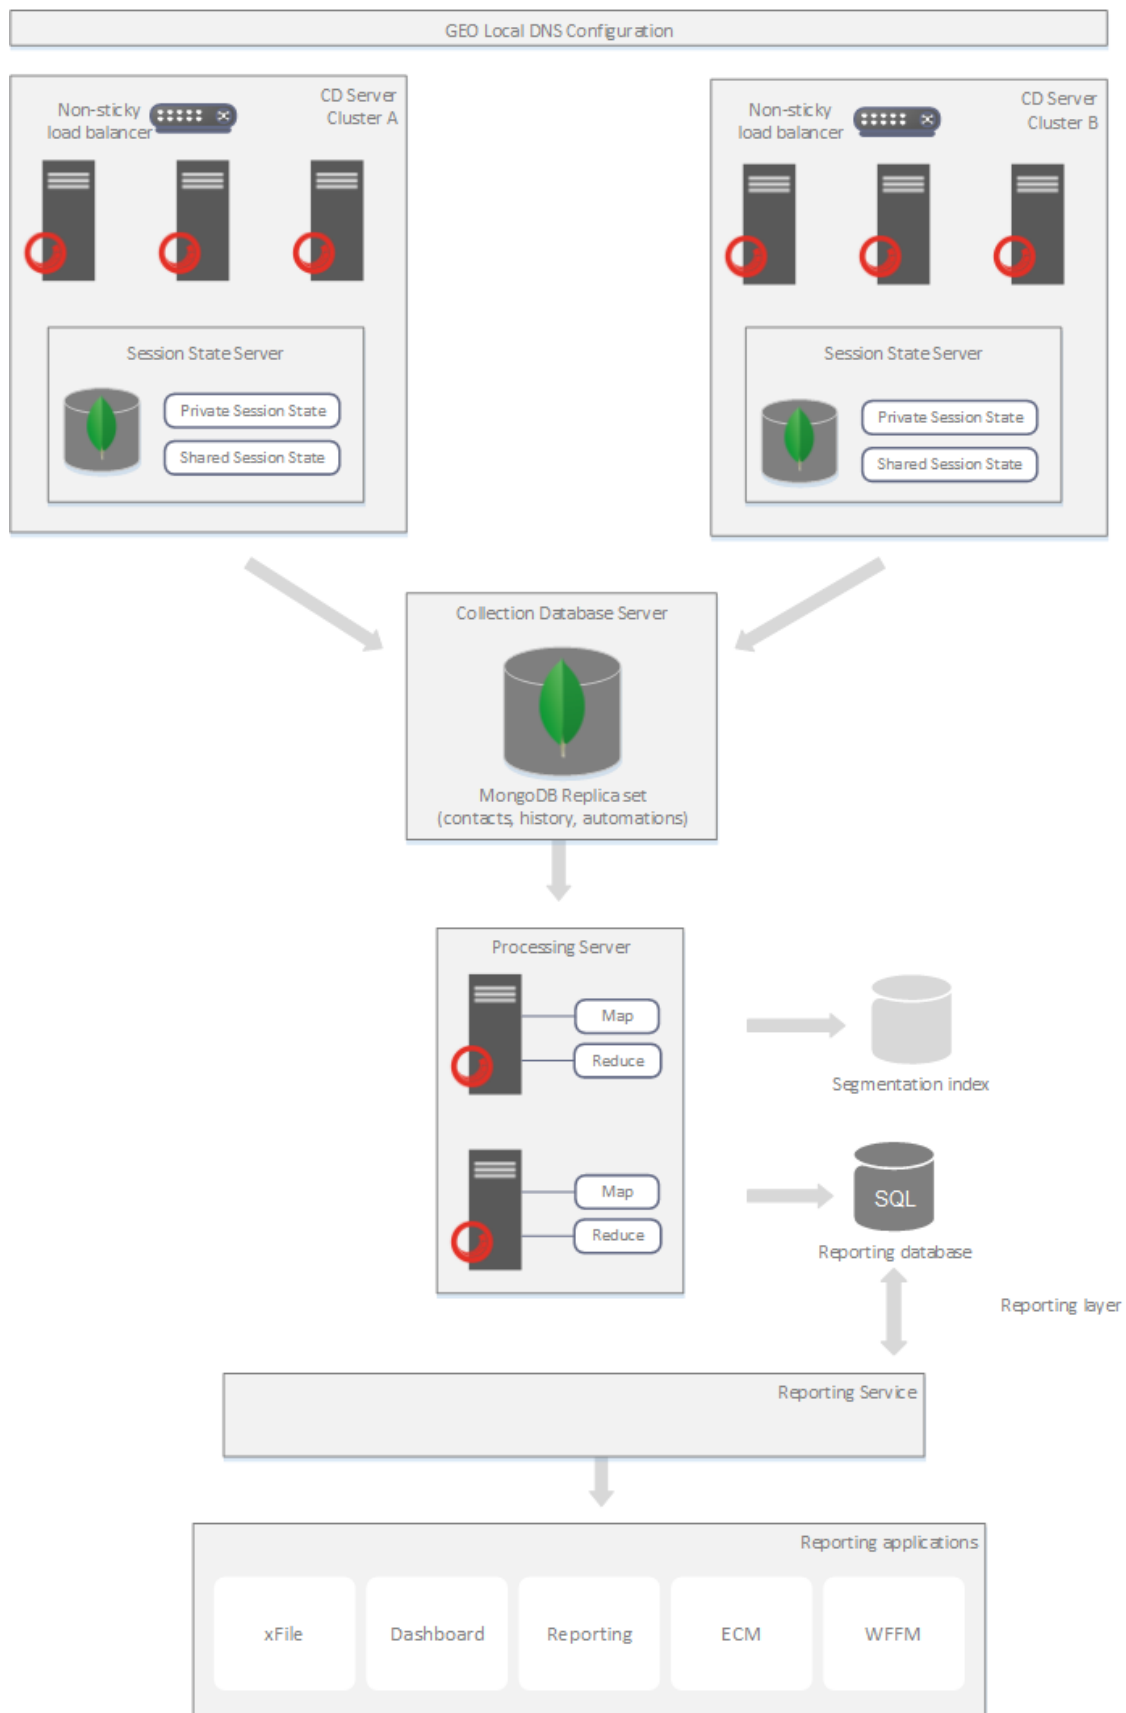 GEO Local DNS Configuration
Non-sticky
load balancer
CD Server
Cluster A
Session State Server
Private Session State
Shared Session State
Non-sticky
load balancer
CD Server
Cluster B
Session State Server
Private Session State
Shared Session State
Collection Database Server
MongoDB Replica set
(contacts, history, automations)
Processing Server
Map
Reduce
Segmentation index
Map
Reduce
SQL
Reporting database
Reporting layer
Reporting Service
Reporting applications
xFile
Dashboard
Reporting
ECM
WFFM